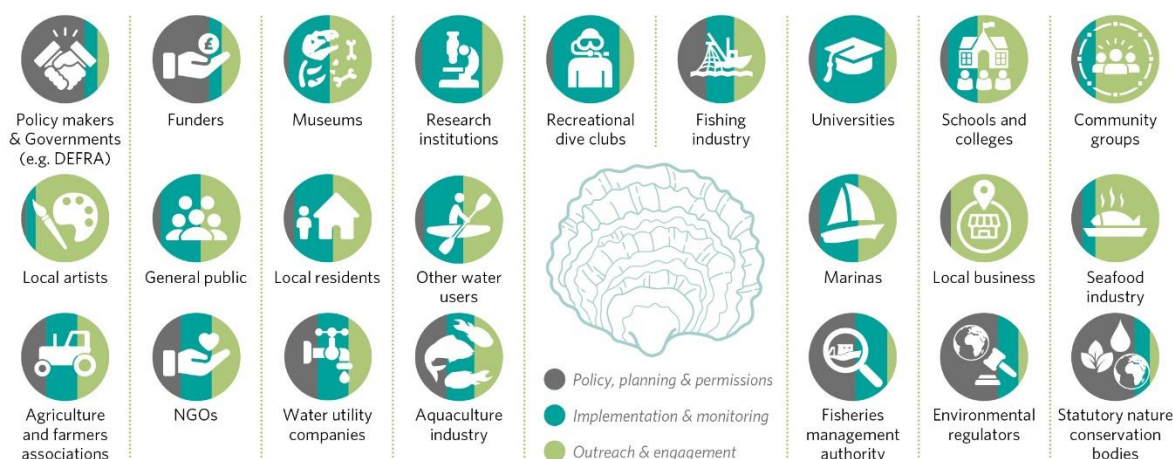 £
Policy makers
& Governments
(e.g. DEFRA)
Funders
Museums
Research
institutions
Recreational
dive clubs
Fishing
industry
Universities
Schools and
colleges
Community
groups
Local artists
General public
Local residents
Other water
users
Marinas
Local business
Seafood
industry
Agriculture
and farmers
associations
NGOs
Water utility
companies
Aquaculture
industry
Policy, planning & permissions
Implementation & monitoring
Outreach & engagement
Fisheries
management
authority
Environmental
regulators
Statutory nature
conservation
bodies